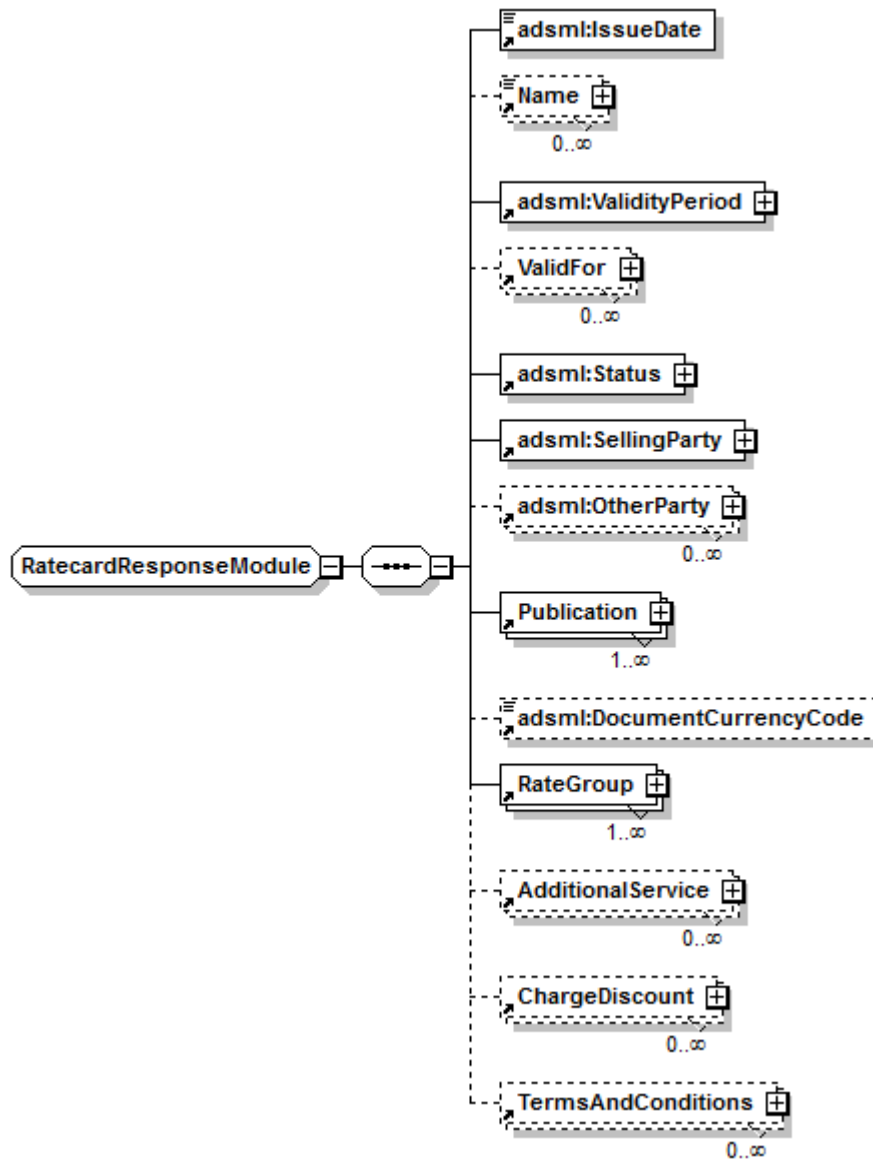 adsml:IssueDate
Name
0..∞
adsml:ValidityPeriod
ValidFor
0..∞
adsml:Status
adsml:SellingParty
adsml:OtherParty
0..∞
RatecardResponseModule
Publication
1..∞
adsml:DocumentCurrencyCode
RateGroup
1..∞
AdditionalService
0..∞
ChargeDiscount
0..∞
TermsAndConditions
0..∞